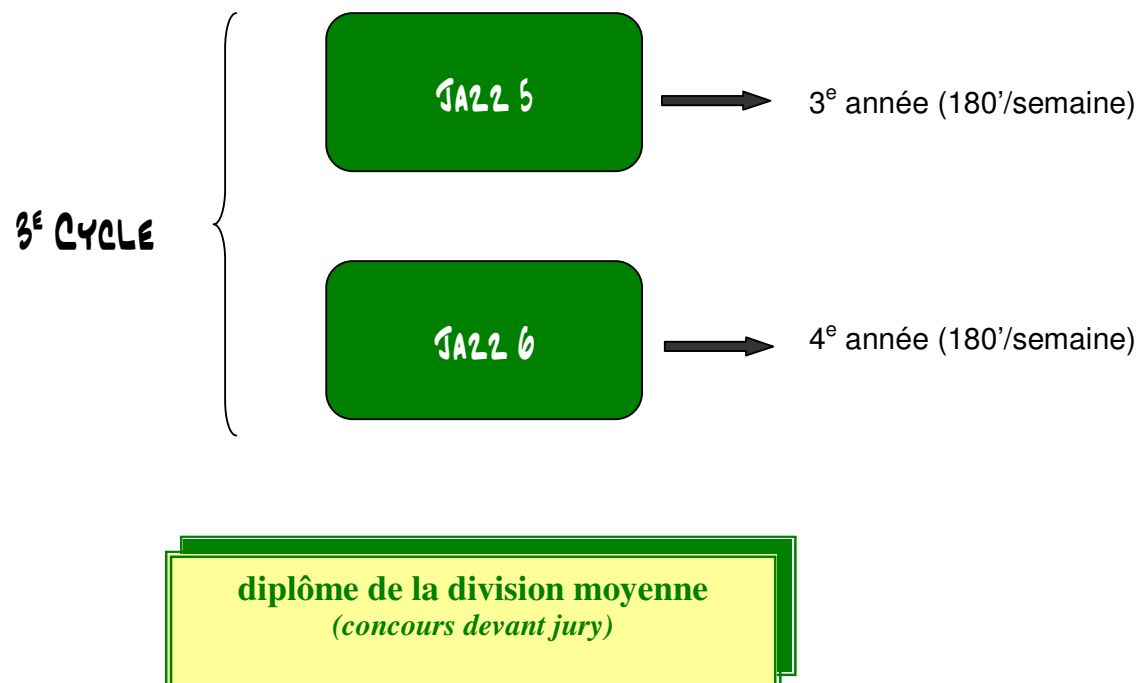 JAZZ 5
3e année (180’/semaine)
3E CYCLE
JAZZ 6
4e année (180’/semaine)
diplôme de la division moyenne
(concours devant jury)